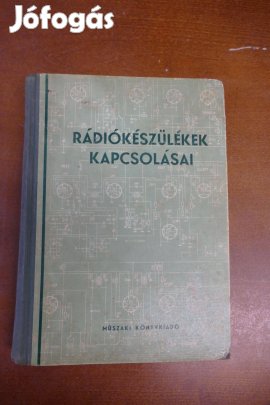 Jófogás
RÁDIÓKÉSZÜLÉKEK
KAPCSOLÁSAI
MŰSZAKI KÖNYVKIADÓ